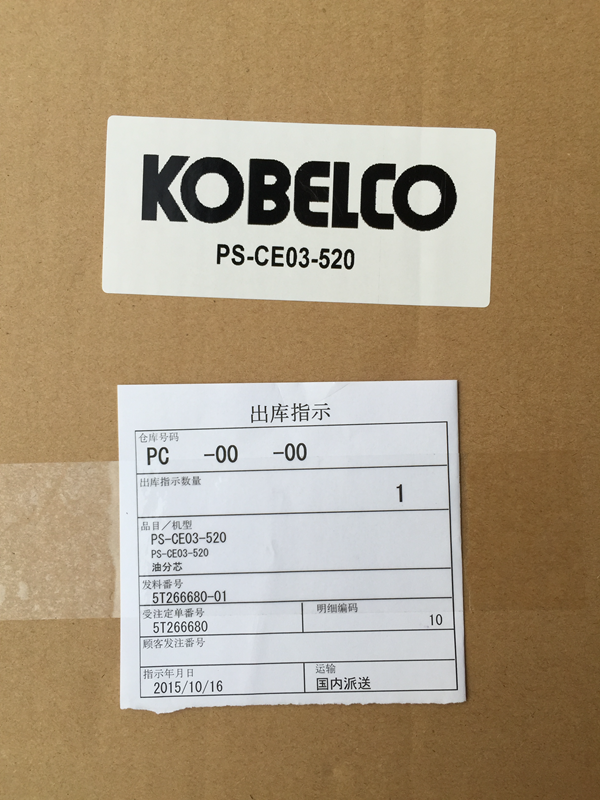 KOBELCO
PS-CE03-520
出库指示
仓库号码
PC -00 -00
出库指示数量
1
品目／机型
PS-CE03-520
PS-CE03-520
油分芯
发料番号
5T266680-01
受注定单番号 明细编码
5T266680 10
顾客发注番号
指示年月日 运输
2015/10/16 国内派送